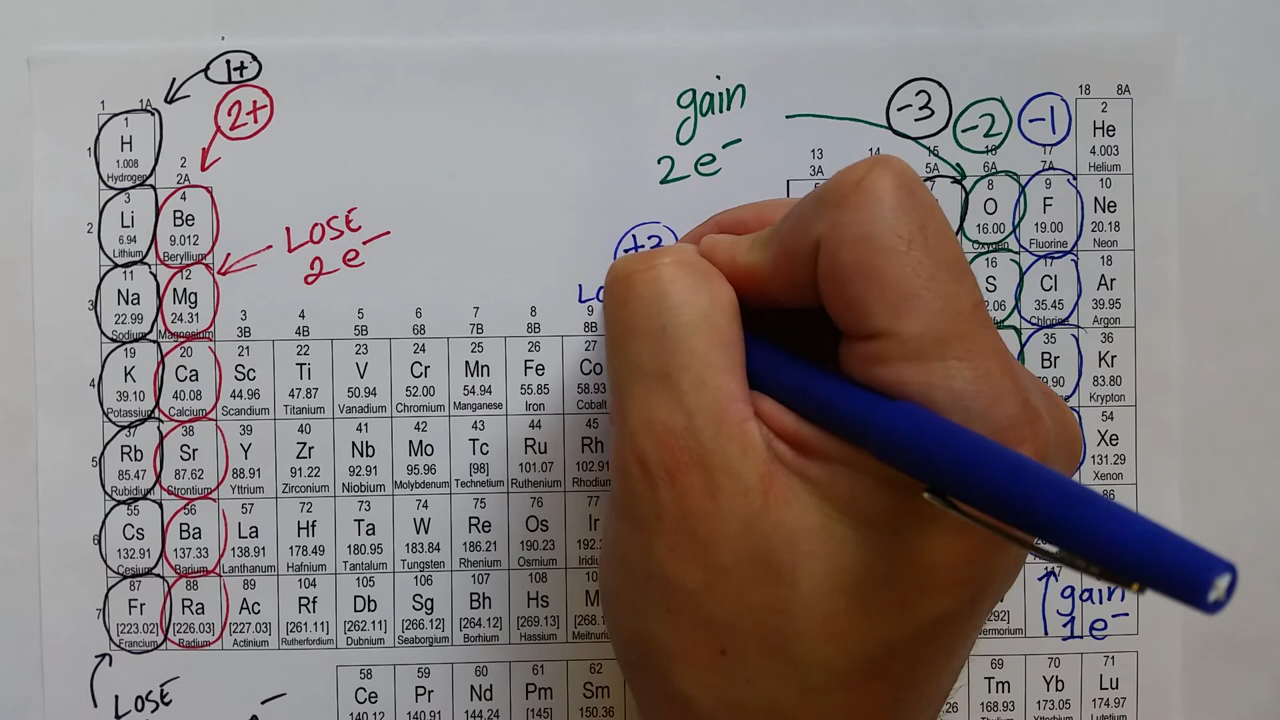 1+
2+
gain
2e⁻
-3
-2
-1
LOSE
2e⁻
+3
gain
1e⁻
LOSE
1 1A
18 8A
2
2A
13
3A
14
15
5A
16
6A
17
7A
1
1
H
1.008
Hydrogen
2
He
4.003
Helium
2
3
Li
6.94
Lithium
4
Be
9.012
Beryllium
7
8
O
16.00
Oxygen
9
F
19.00
Fluorine
10
Ne
20.18
Neon
3
11
Na
22.99
Sodium
12
Mg
24.31
Magnesium
3
3B
4
4B
5
5B
6
6B
7
7B
8
8B
9
8B
16
S
17
Cl
35.45
Chlorine
18
Ar
39.95
Argon
4
19
K
39.10
Potassium
20
Ca
40.08
Calcium
21
Sc
44.96
Scandium
22
Ti
47.87
Titanium
23
V
50.94
Vanadium
24
Cr
52.00
Chromium
25
Mn
54.94
Manganese
26
Fe
55.85
Iron
27
Co
58.93
Cobalt
35
Br
36
Kr
83.80
Krypton
5
37
Rb
85.47
Rubidium
38
Sr
87.62
Strontium
39
Y
88.91
Yttrium
40
Zr
91.22
Zirconium
41
Nb
92.91
Niobium
42
Mo
95.96
Molybdenum
43
Tc
[98]
Technetium
44
Ru
101.07
Ruthenium
45
Rh
102.91
54
Xe
131.29
Xenon
6
55
Cs
132.91
Cesium
56
Ba
137.33
Barium
57
La
138.91
Lanthanum
72
Hf
178.49
Hafnium
73
Ta
180.95
Tantalum
74
W
183.84
Tungsten
75
Re
186.21
Rhenium
76
Os
190.23
Osmium
77
Ir
86
7
87
Fr
[223.02]
Francium
88
Ra
[226.03]
Radium
89
Ac
[227.03]
Actinium
104
Rf
[261.11]
Rutherfordium
105
Db
[262.11]
Dubnium
106
Sg
[266.12]
Seaborgium
107
Bh
[264.12]
Bohrium
108
Hs
[269.13]
Hassium
58
Ce
140.12
59
Pr
140.91
60
Nd
144.24
61
Pm
[145]
62
Sm
150.36
69
Tm
168.93
Thulium
70
Yb
173.05
Ytterbium
71
Lu
174.97
Lutetium